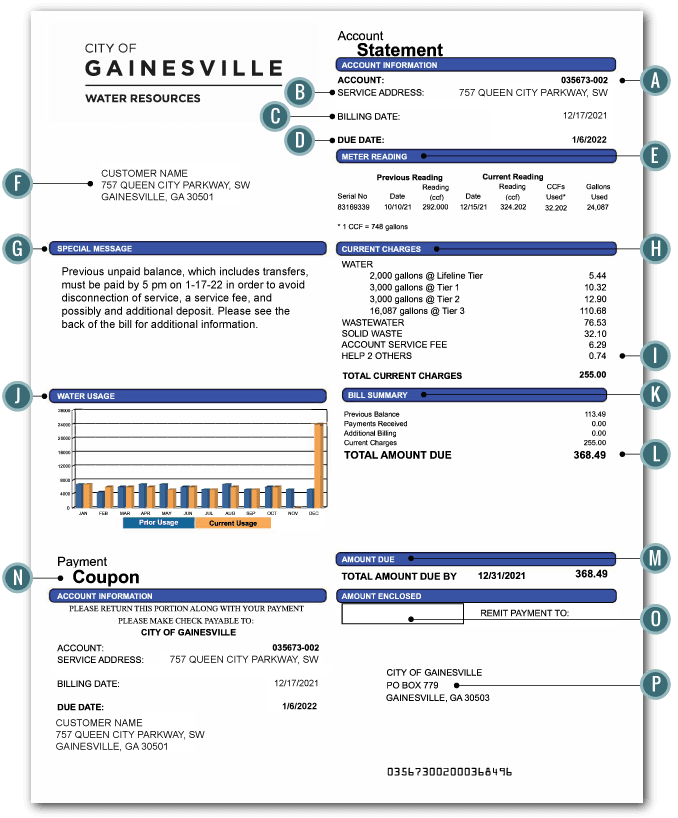 CITY OF
GAINESVILLE
WATER RESOURCES
Account
Statement
ACCOUNT INFORMATION
ACCOUNT: 035673-002 A
B SERVICE ADDRESS: 757 QUEEN CITY PARKWAY, SW
C BILLING DATE: 12/17/2021
D DUE DATE: 1/6/2022
METER READING E
Previous Reading Current Reading
Serial No Date Reading (ccf) Date Reading (ccf) CCFs Used* Gallons Used
83169339 10/10/21 292.000 12/15/21 324.202 32.202 24,087
* 1 CCF = 748 gallons
F CUSTOMER NAME
757 QUEEN CITY PARKWAY, SW
GAINESVILLE, GA 30501
G SPECIAL MESSAGE
Previous unpaid balance, which includes transfers,
must be paid by 5 pm on 1-17-22 in order to avoid
disconnection of service, a service fee, and
possibly and additional deposit. Please see the
back of the bill for additional information.
CURRENT CHARGES H
WATER
2,000 gallons @ Lifeline Tier 5.44
3,000 gallons @ Tier 1 10.32
3,000 gallons @ Tier 2 12.90
16,087 gallons @ Tier 3 110.68
WASTEWATER 76.53
SOLID WASTE 32.10
ACCOUNT SERVICE FEE 6.29
HELP 2 OTHERS 0.74 I
TOTAL CURRENT CHARGES 255.00
J WATER USAGE
28000
24000
20000
16000
12000
8000
4000
0
JAN FEB MAR APR MAY JUN JUL AUG SEP OCT NOV DEC
Prior Usage Current Usage
BILL SUMMARY K
Previous Balance 113.49
Payments Received 0.00
Additional Billing 0.00
Current Charges 255.00
TOTAL AMOUNT DUE 368.49 L
AMOUNT DUE M
TOTAL AMOUNT DUE BY 12/31/2021 368.49
Payment
N Coupon
ACCOUNT INFORMATION
PLEASE RETURN THIS PORTION ALONG WITH YOUR PAYMENT
PLEASE MAKE CHECK PAYABLE TO:
CITY OF GAINESVILLE
ACCOUNT: 035673-002
SERVICE ADDRESS: 757 QUEEN CITY PARKWAY, SW
BILLING DATE: 12/17/2021
DUE DATE: 1/6/2022
CUSTOMER NAME
757 QUEEN CITY PARKWAY, SW
GAINESVILLE, GA 30501
AMOUNT ENCLOSED
REMIT PAYMENT TO: O
CITY OF GAINESVILLE
PO BOX 779 P
GAINESVILLE, GA 30503
035673002000368496